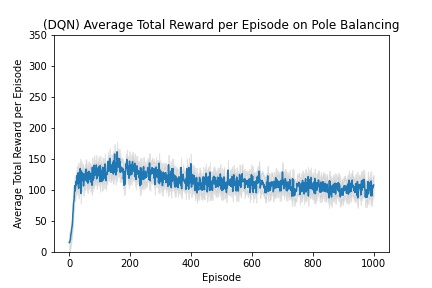 (DQN) Average Total Reward per Episode on Pole Balancing
350
300
250
200
150
100
50
0
Average Total Reward per Episode
0 200 400 600 800 1000
Episode